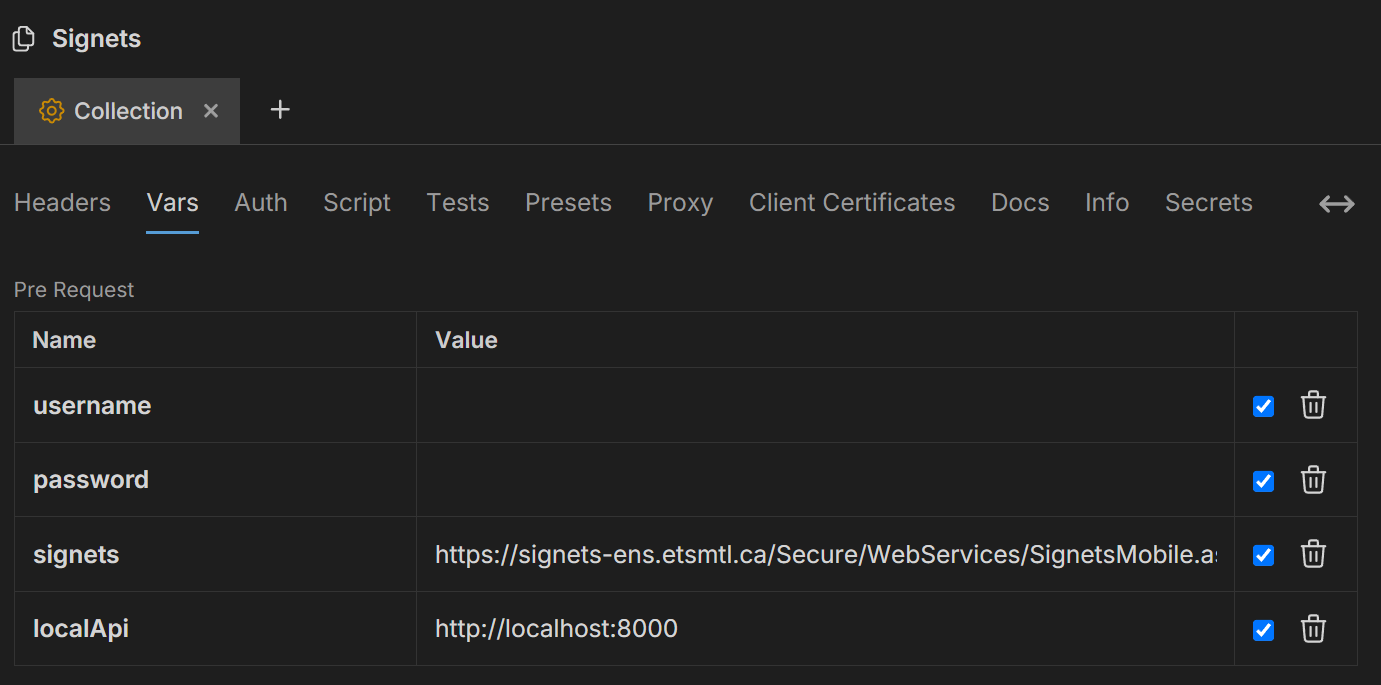 Signets
Collection
Headers Vars Auth Script Tests Presets Proxy Client Certificates Docs Info Secrets
Pre Request
Name Value
username
password
signets https://signets-ens.etsmtl.ca/Secure/WebServices/SignetsMobile.as
localApi http://localhost:8000